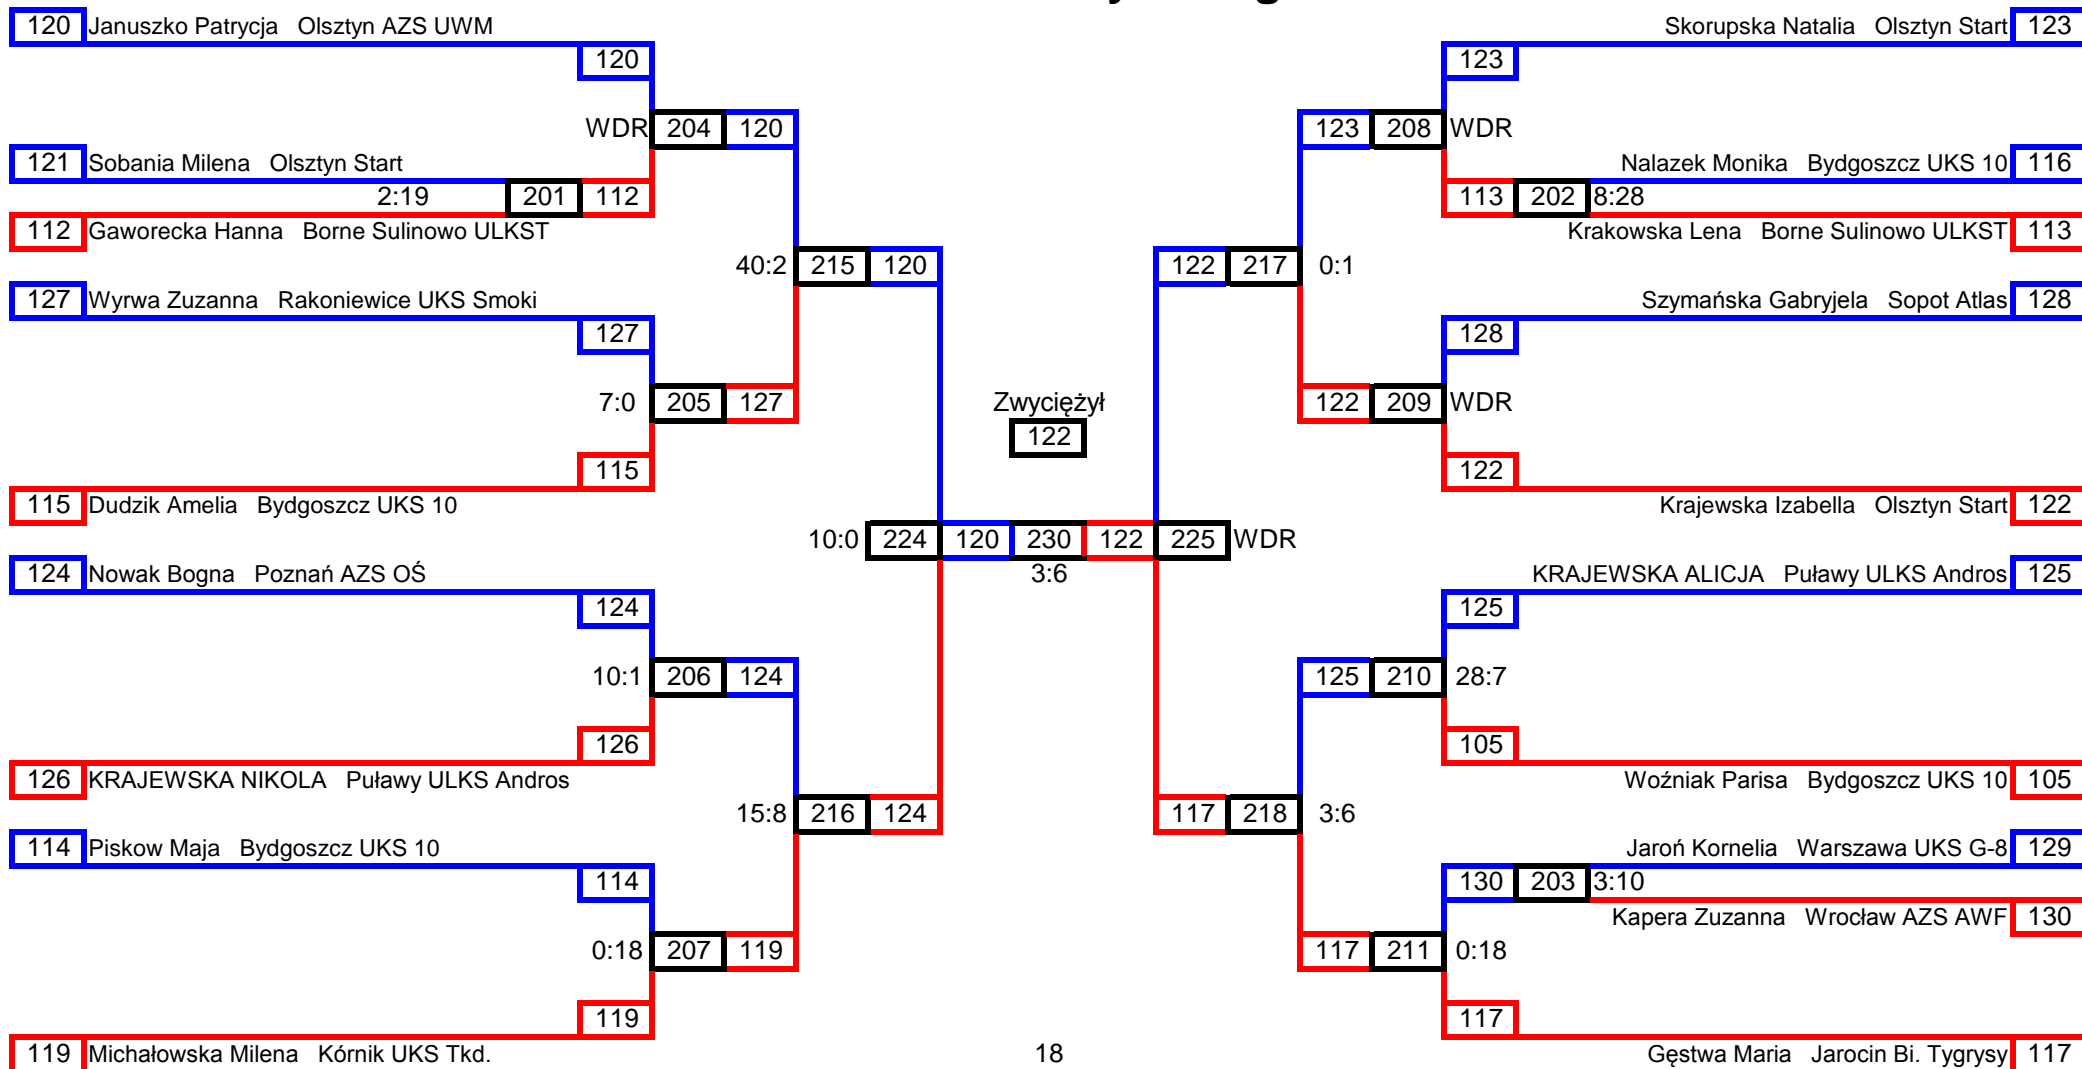 120 Januszko Patrycja Olsztyn AZS UWM
Skorupska Natalia Olsztyn Start 123
120
123
WDR 204 120
123 208 WDR
121 Sobania Milena Olsztyn Start
Nalazek Monika Bydgoszcz UKS 10 116
2:19 201 112
113 202 8:28
112 Gaworecka Hanna Borne Sulinowo ULKST
Krakowska Lena Borne Sulinowo ULKST 113
40:2 215 120
122 217 0:1
127 Wyrwa Zuzanna Rakoniewice UKS Smoki
Szymańska Gabryjela Sopot Atlas 128
127
128
7:0 205 127
Zwyciężył
122 209 WDR
122
115
122
115 Dudzik Amelia Bydgoszcz UKS 10
Krajewska Izabella Olsztyn Start 122
10:0 224 120 230 122 225 WDR
3:6
124 Nowak Bogna Poznań AZS OŚ
KRAJEWSKA ALICJA Puławy ULKS Andros 125
124
125
10:1 206 124
125 210 28:7
126
105
126 KRAJEWSKA NIKOLA Puławy ULKS Andros
Woźniak Parisa Bydgoszcz UKS 10 105
15:8 216 124
117 218 3:6
114 Piskow Maja Bydgoszcz UKS 10
Jaroń Kornelia Warszawa UKS G-8 129
114
130 203 3:10
Kapera Zuzanna Wrocław AZS AWF 130
0:18 207 119
117 211 0:18
119
117
119 Michałowska Milena Kórnik UKS Tkd.
18
Gęstwa Maria Jarocin Bi. Tygrysy 117